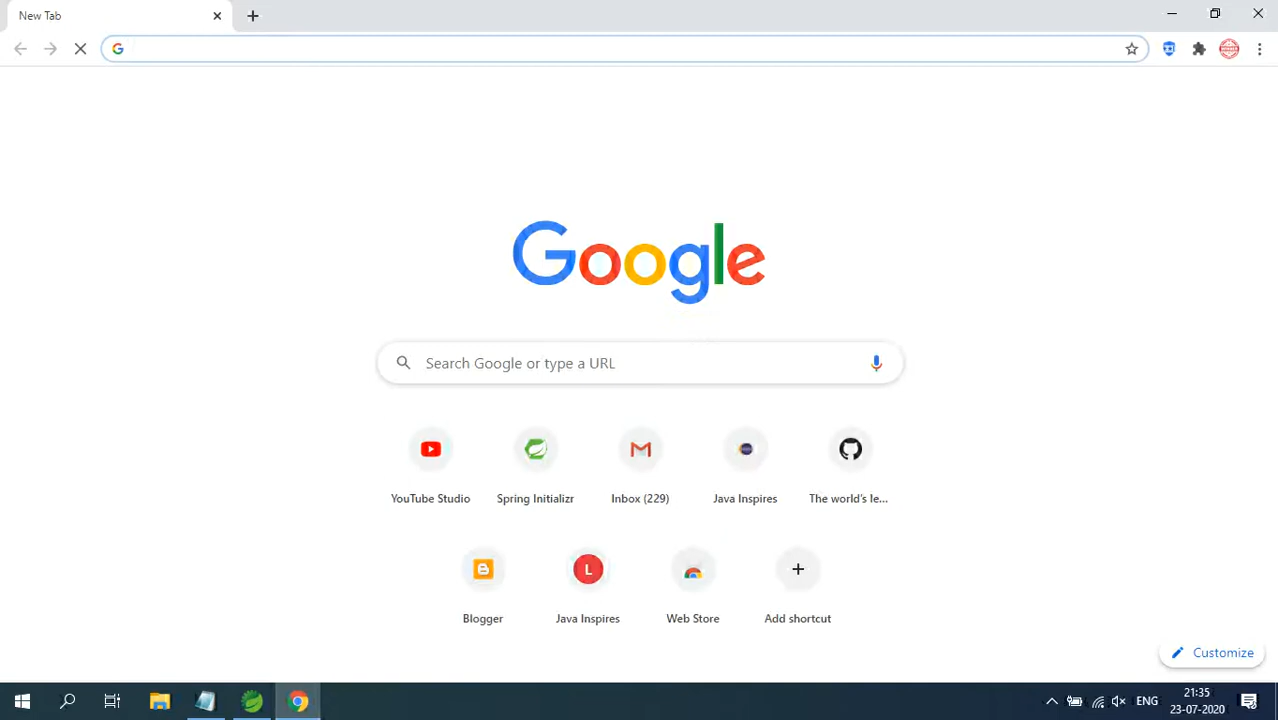 New Tab
Google
Search Google or type a URL
YouTube Studio
Spring Initializr
Inbox (229)
Java Inspires
The world's le...
Blogger
L
Java Inspires
Web Store
Add shortcut
Customize
ENG
21:35
23-07-2020